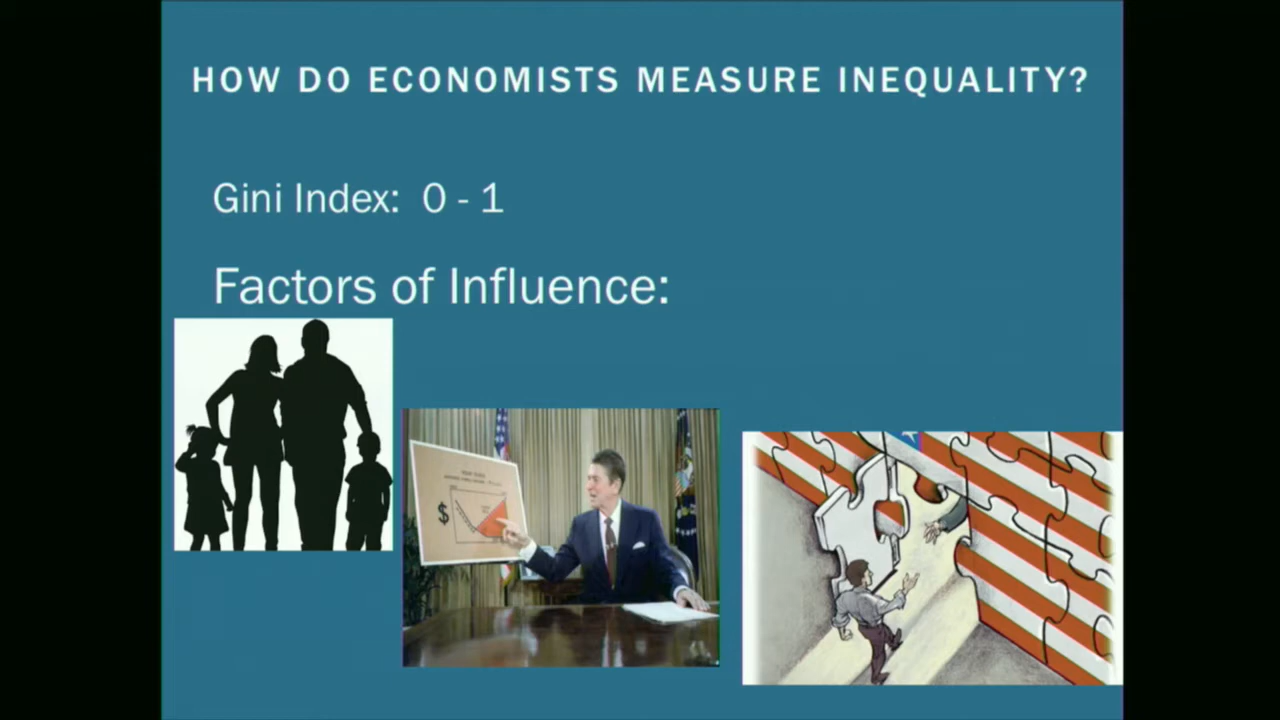 HOW DO ECONOMISTS MEASURE INEQUALITY?
Gini Index: 0 - 1
Factors of Influence:
$